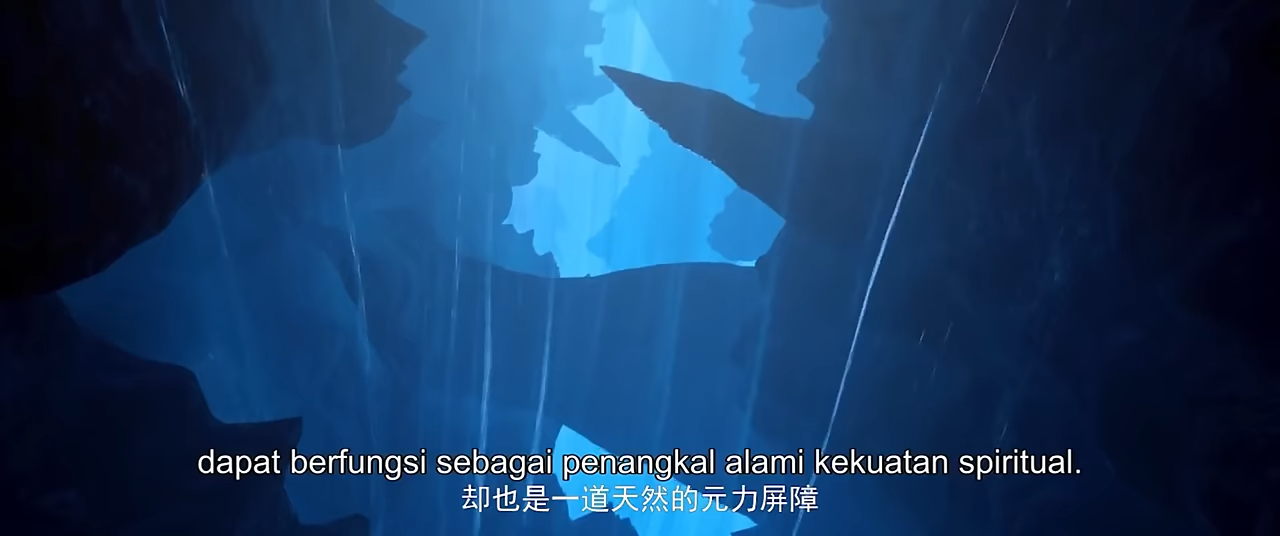 dapat berfungsi sebagai penangkal alami kekuatan spiritual.
却也是一道天然的元力屏障